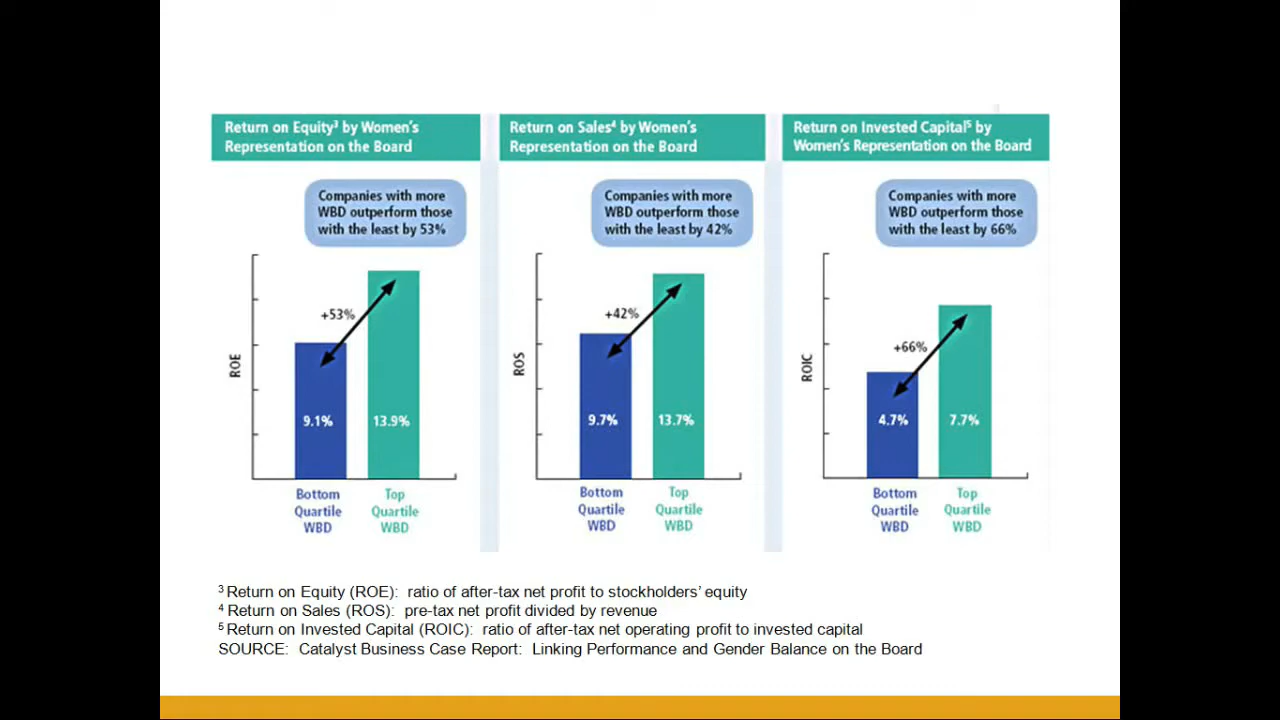 Return on Equity³ by Women's
Representation on the Board
Companies with more
WBD outperform those
with the least by 53%
+53%
ROE
9.1%
13.9%
Bottom
Quartile
WBD
Top
Quartile
WBD
Return on Sales⁴ by Women's
Representation on the Board
Companies with more
WBD outperform those
with the least by 42%
+42%
ROS
9.7%
13.7%
Bottom
Quartile
WBD
Top
Quartile
WBD
Return on Invested Capital⁵ by
Women's Representation on the Board
Companies with more
WBD outperform those
with the least by 66%
+66%
ROIC
4.7%
7.7%
Bottom
Quartile
WBD
Top
Quartile
WBD
³ Return on Equity (ROE): ratio of after-tax net profit to stockholders' equity
⁴ Return on Sales (ROS): pre-tax net profit divided by revenue
⁵ Return on Invested Capital (ROIC): ratio of after-tax net operating profit to invested capital
SOURCE: Catalyst Business Case Report: Linking Performance and Gender Balance on the Board